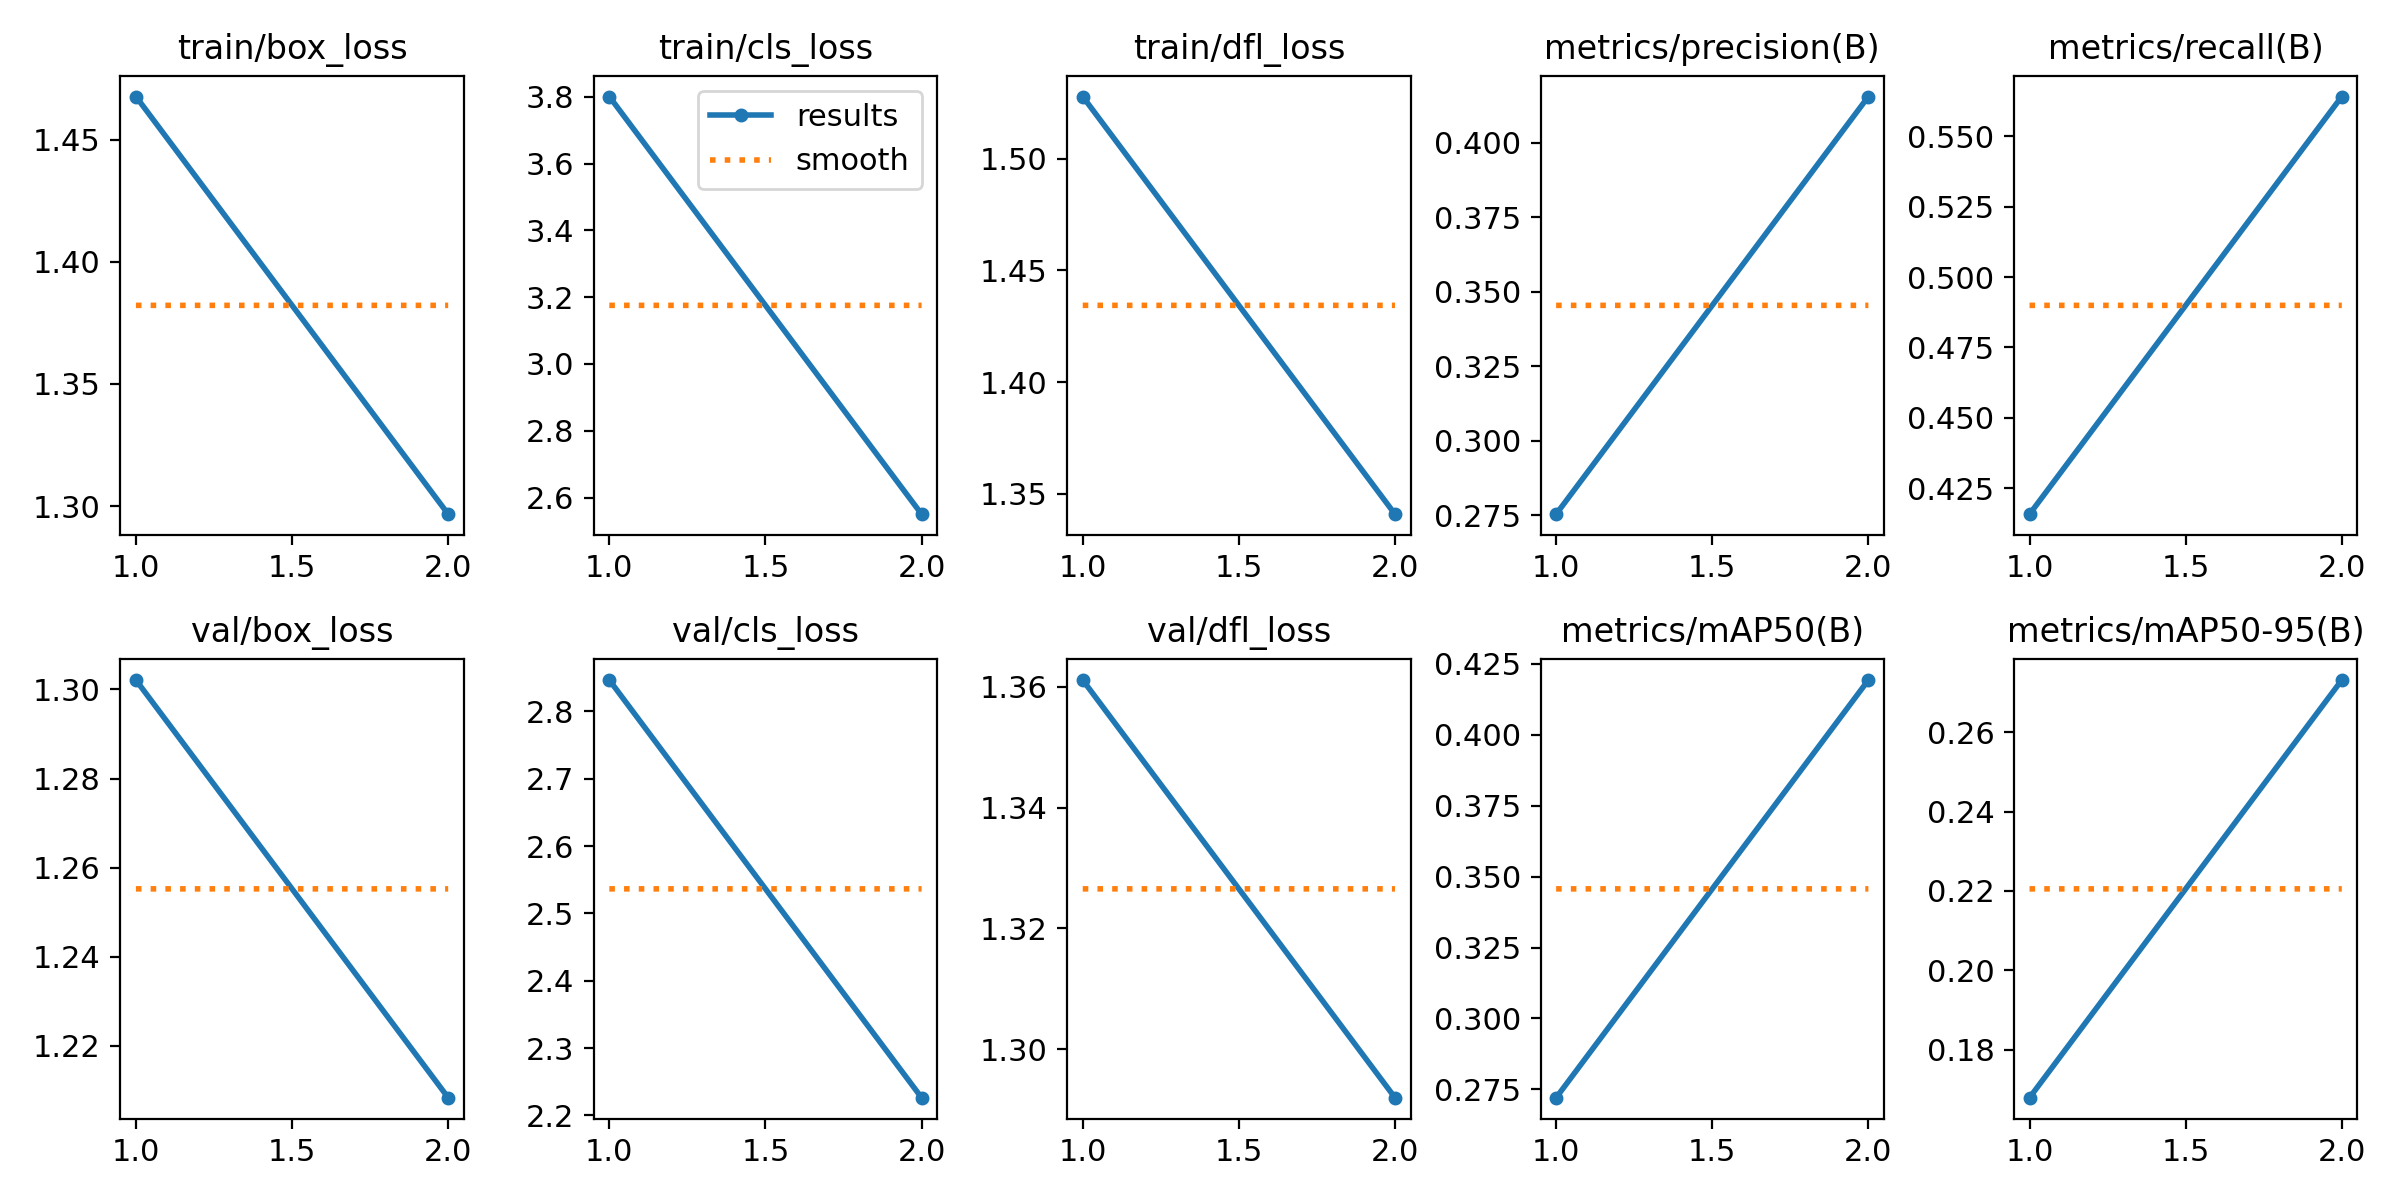 train/box_loss
1.45
1.40
1.35
1.30
1.0 1.5 2.0
train/cls_loss
results
smooth
3.8
3.6
3.4
3.2
3.0
2.8
2.6
1.0 1.5 2.0
train/dfl_loss
1.50
1.45
1.40
1.35
1.0 1.5 2.0
metrics/precision(B)
0.400
0.375
0.350
0.325
0.300
0.275
1.0 1.5 2.0
metrics/recall(B)
0.550
0.525
0.500
0.475
0.450
0.425
1.0 1.5 2.0
val/box_loss
1.30
1.28
1.26
1.24
1.22
1.0 1.5 2.0
val/cls_loss
2.8
2.7
2.6
2.5
2.4
2.3
2.2
1.0 1.5 2.0
val/dfl_loss
1.36
1.34
1.32
1.30
1.0 1.5 2.0
metrics/mAP50(B)
0.425
0.400
0.375
0.350
0.325
0.300
0.275
1.0 1.5 2.0
metrics/mAP50-95(B)
0.26
0.24
0.22
0.20
0.18
1.0 1.5 2.0